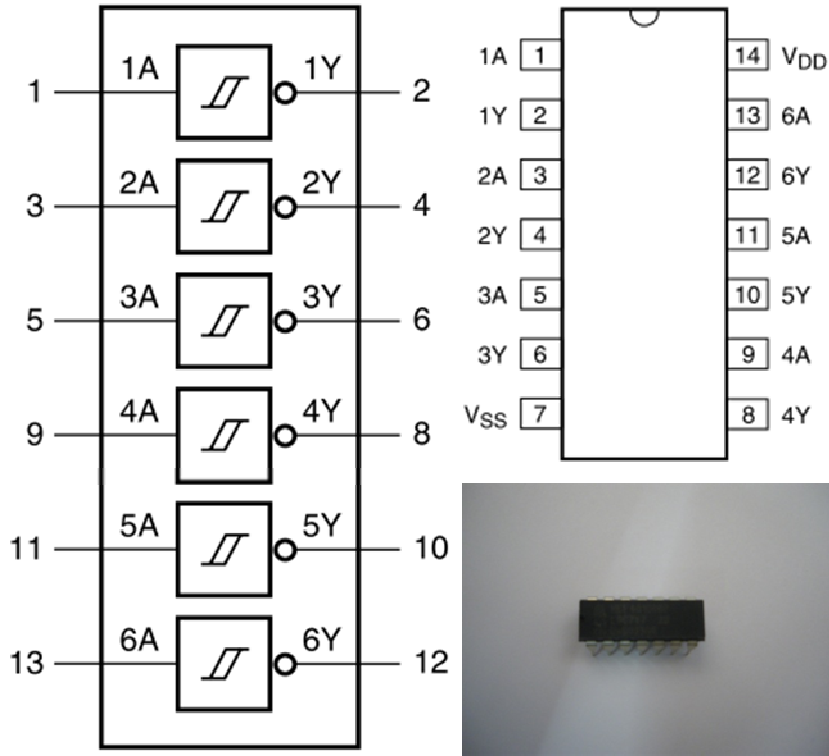 1 1A 1Y 2
3 2A 2Y 4
5 3A 3Y 6
9 4A 4Y 8
11 5A 5Y 10
13 6A 6Y 12
1A 1 14 VDD
1Y 2 13 6A
2A 3 12 6Y
2Y 4 11 5A
3A 5 10 5Y
3Y 6 9 4A
VSS 7 8 4Y